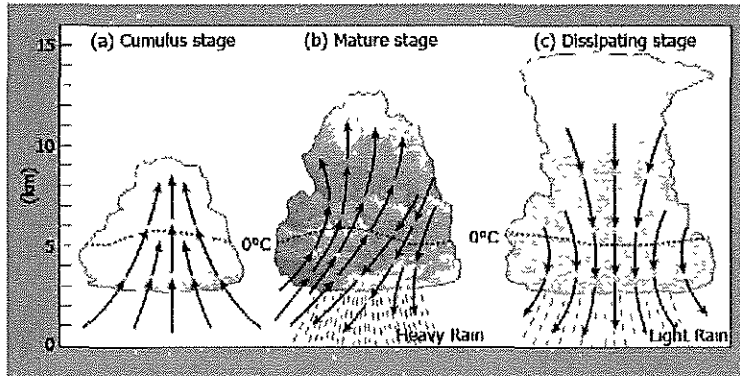 (a) Cumulus stage
(b) Mature stage
(c) Dissipating stage
15
10
(km)
5
0
0°C
0°C
Heavy Rain
Light Rain